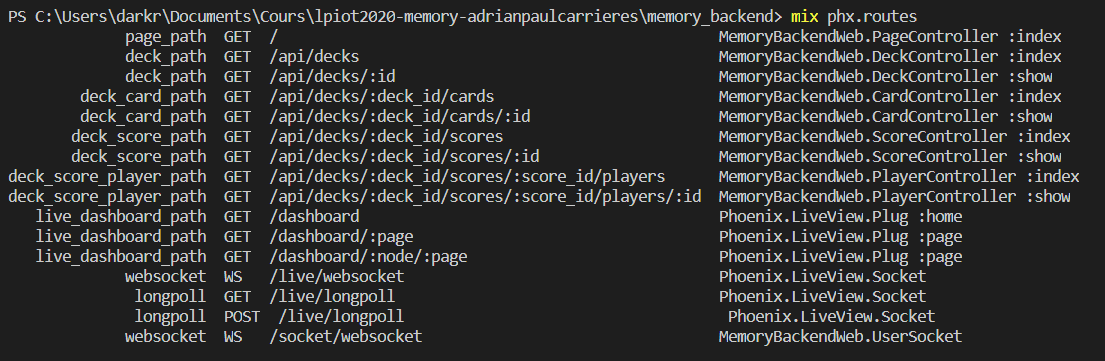 PS C:\Users\darkr\Documents\Cours\lpiot2020-memory-adrianpaulcarrieres\memory_backend> mix phx.routes
page_path GET / MemoryBackendWeb.PageController :index
deck_path GET /api/decks MemoryBackendWeb.DeckController :index
deck_path GET /api/decks/:id MemoryBackendWeb.DeckController :show
deck_card_path GET /api/decks/:deck_id/cards MemoryBackendWeb.CardController :index
deck_card_path GET /api/decks/:deck_id/cards/:id MemoryBackendWeb.CardController :show
deck_score_path GET /api/decks/:deck_id/scores MemoryBackendWeb.ScoreController :index
deck_score_path GET /api/decks/:deck_id/scores/:id MemoryBackendWeb.ScoreController :show
deck_score_player_path GET /api/decks/:deck_id/scores/:score_id/players MemoryBackendWeb.PlayerController :index
deck_score_player_path GET /api/decks/:deck_id/scores/:score_id/players/:id MemoryBackendWeb.PlayerController :show
live_dashboard_path GET /dashboard Phoenix.LiveView.Plug :home
live_dashboard_path GET /dashboard/:page Phoenix.LiveView.Plug :page
live_dashboard_path GET /dashboard/:node/:page Phoenix.LiveView.Plug :page
websocket WS /live/websocket Phoenix.LiveView.Socket
longpoll GET /live/longpoll Phoenix.LiveView.Socket
longpoll POST /live/longpoll Phoenix.LiveView.Socket
websocket WS /socket/websocket MemoryBackendWeb.UserSocket